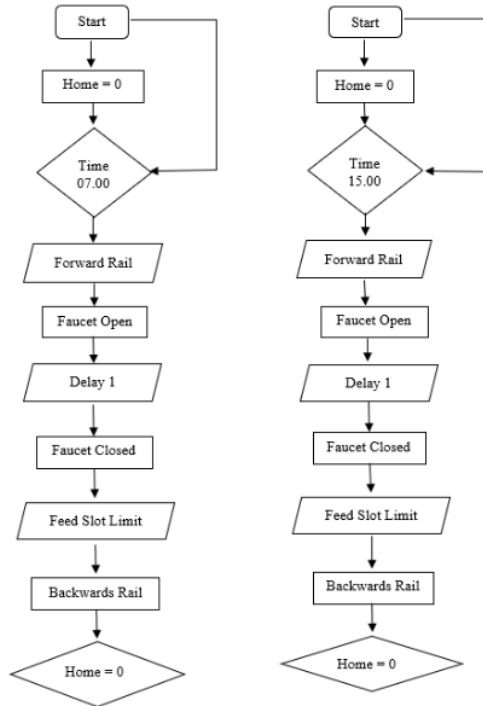 Start
Home = 0
Time
07.00
Forward Rail
Faucet Open
Delay 1
Faucet Closed
Feed Slot Limit
Backwards Rail
Home = 0
Start
Home = 0
Time
15.00
Forward Rail
Faucet Open
Delay 1
Faucet Closed
Feed Slot Limit
Backwards Rail
Home = 0